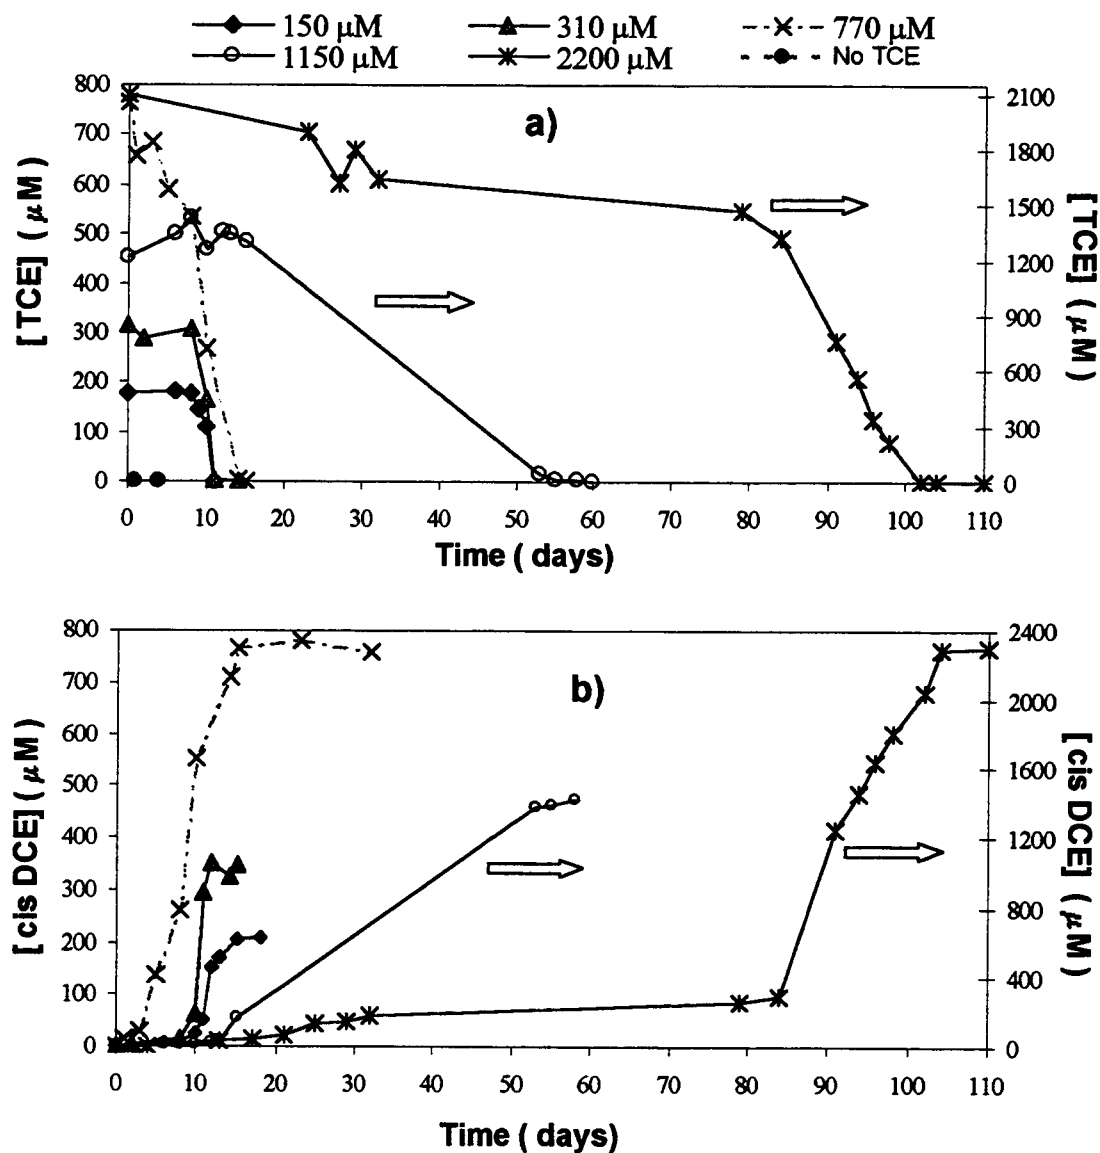 150 μM 310 μM 770 μM
1150 μM 2200 μM No TCE
a)
[TCE] ( μM)
800
700
600
500
400
300
200
100
0
2100
1800
1500
1200
900
600
300
0
[TCE] ( μM)
0 10 20 30 40 50 60 70 80 90 100 110
Time ( days)
b)
[cis DCE] ( μM)
800
700
600
500
400
300
200
100
0
2400
2000
1600
1200
800
400
0
[cis DCE] ( μM)
0 10 20 30 40 50 60 70 80 90 100 110
Time ( days)